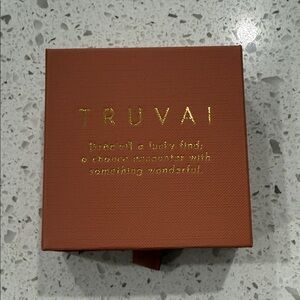 TRUVAI
a lucky find;
a chance encounter with
something wonderful.